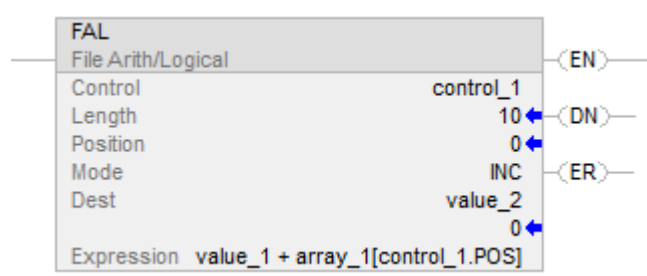 FAL
File Arith/Logical
(EN)
Control control_1
Length 10 (DN)
Position 0
Mode INC (ER)
Dest value_2
0
Expression value_1 + array_1[control_1.POS]